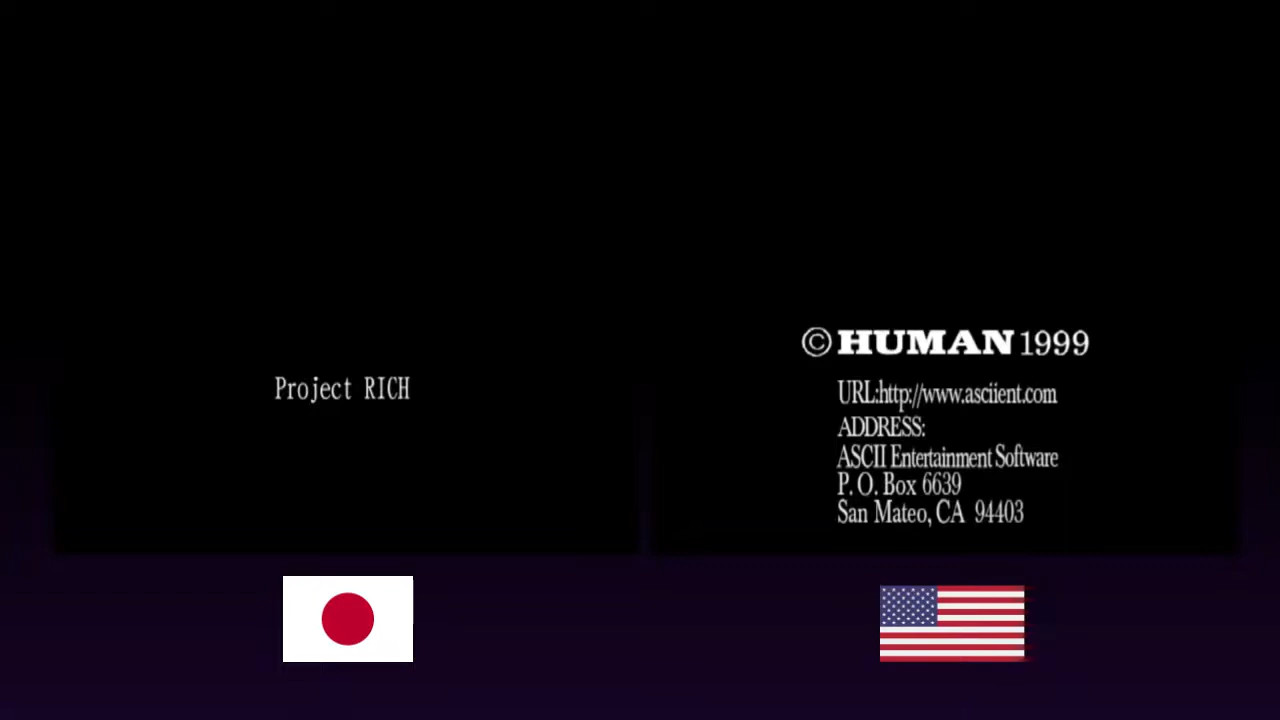 Project RICH
©HUMAN 1999
URL:http://www.asciient.com
ADDRESS:
ASCII Entertainment Software
P. O. Box 6639
San Mateo, CA 94403